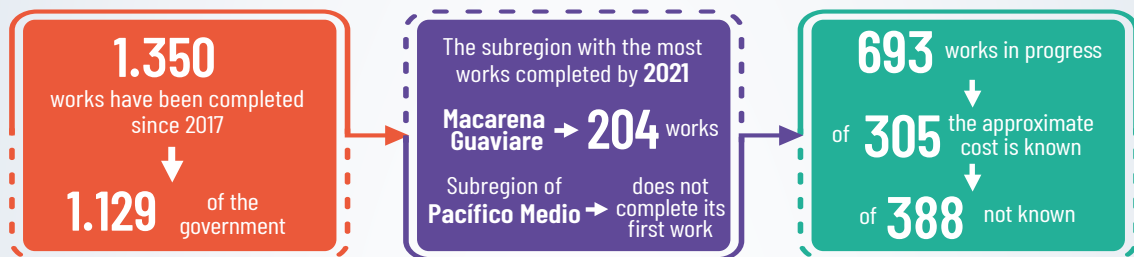 1.350
works have been completed
since 2017
1.129 of the
government
The subregion with the most
works completed by 2021
Macarena
Guaviare 204 works
Subregion of
Pacífico Medio
does not
complete its
first work
693 works in progress
of 305 the approximate
cost is known
of 388 not known